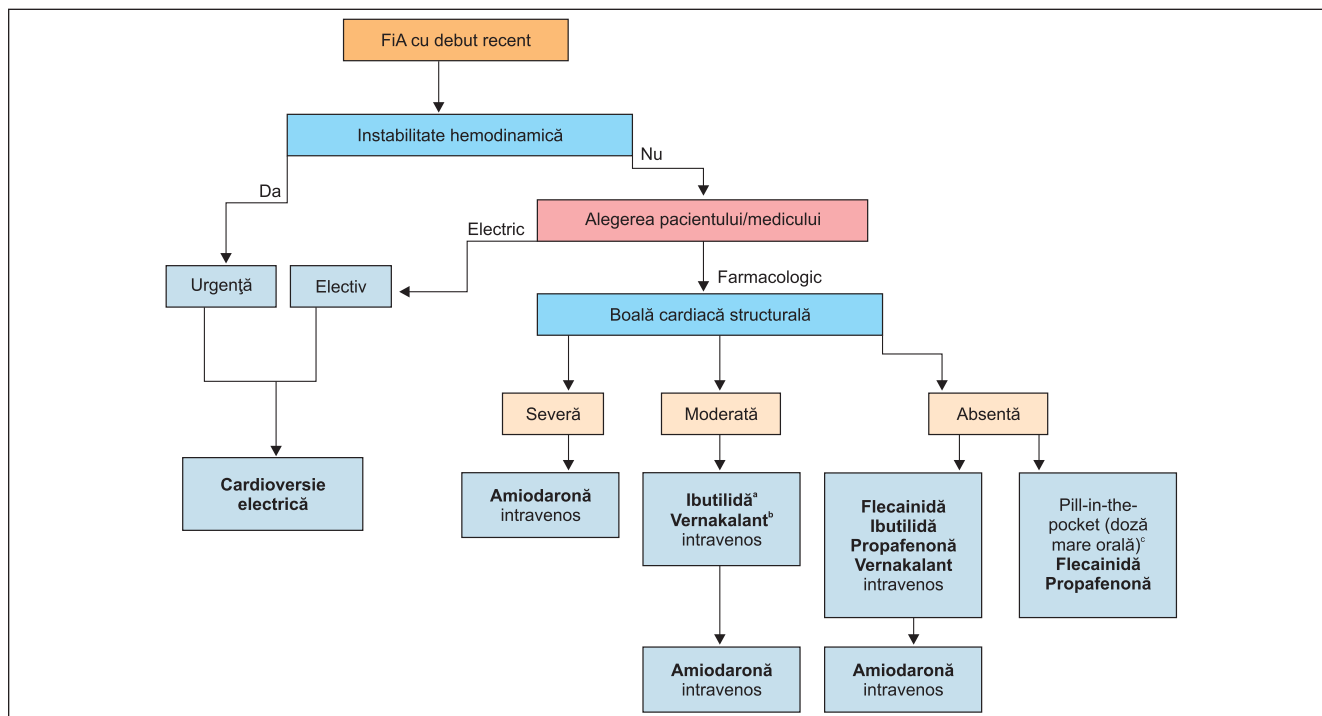 FiA cu debut recent
Instabilitate hemodinamică
Nu
Da
Alegerea pacientului/medicului
Electric
Urgenţă
Electiv
Farmacologic
Boală cardiacă structurală
Severă
Moderată
Absentă
Cardioversie
electrică
Amiodaronă
intravenos
Ibutilidăᵃ
Vernakalantᵇ
intravenos
Flecainidă
Ibutilidă
Propafenonă
Vernakalant
intravenos
Pill-in-the-
pocket (doză
mare orală)ᶜ
Flecainidă
Propafenonă
Amiodaronă
intravenos
Amiodaronă
intravenos